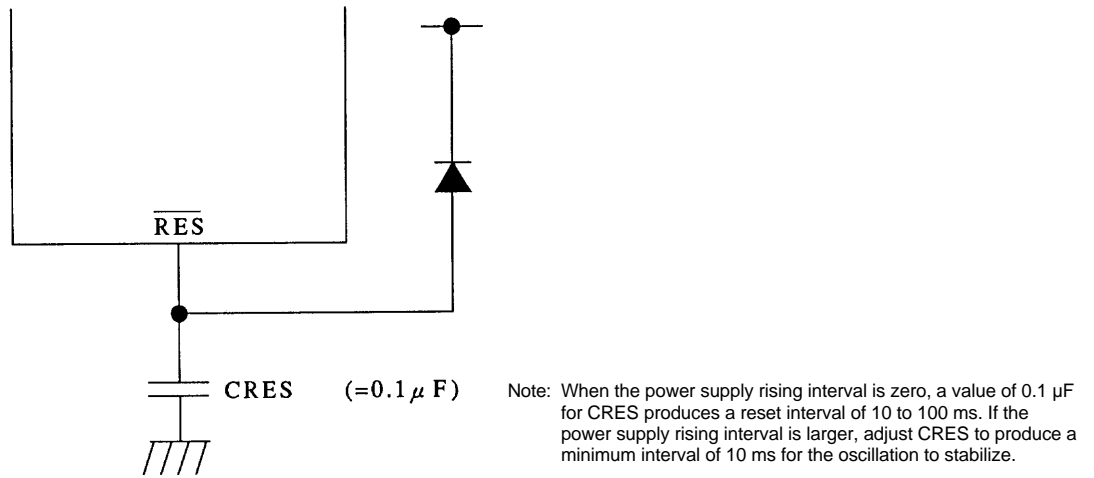 RES
CRES (=0.1μF)
Note: When the power supply rising interval is zero, a value of 0.1 µF
for CRES produces a reset interval of 10 to 100 ms. If the
power supply rising interval is larger, adjust CRES to produce a
minimum interval of 10 ms for the oscillation to stabilize.